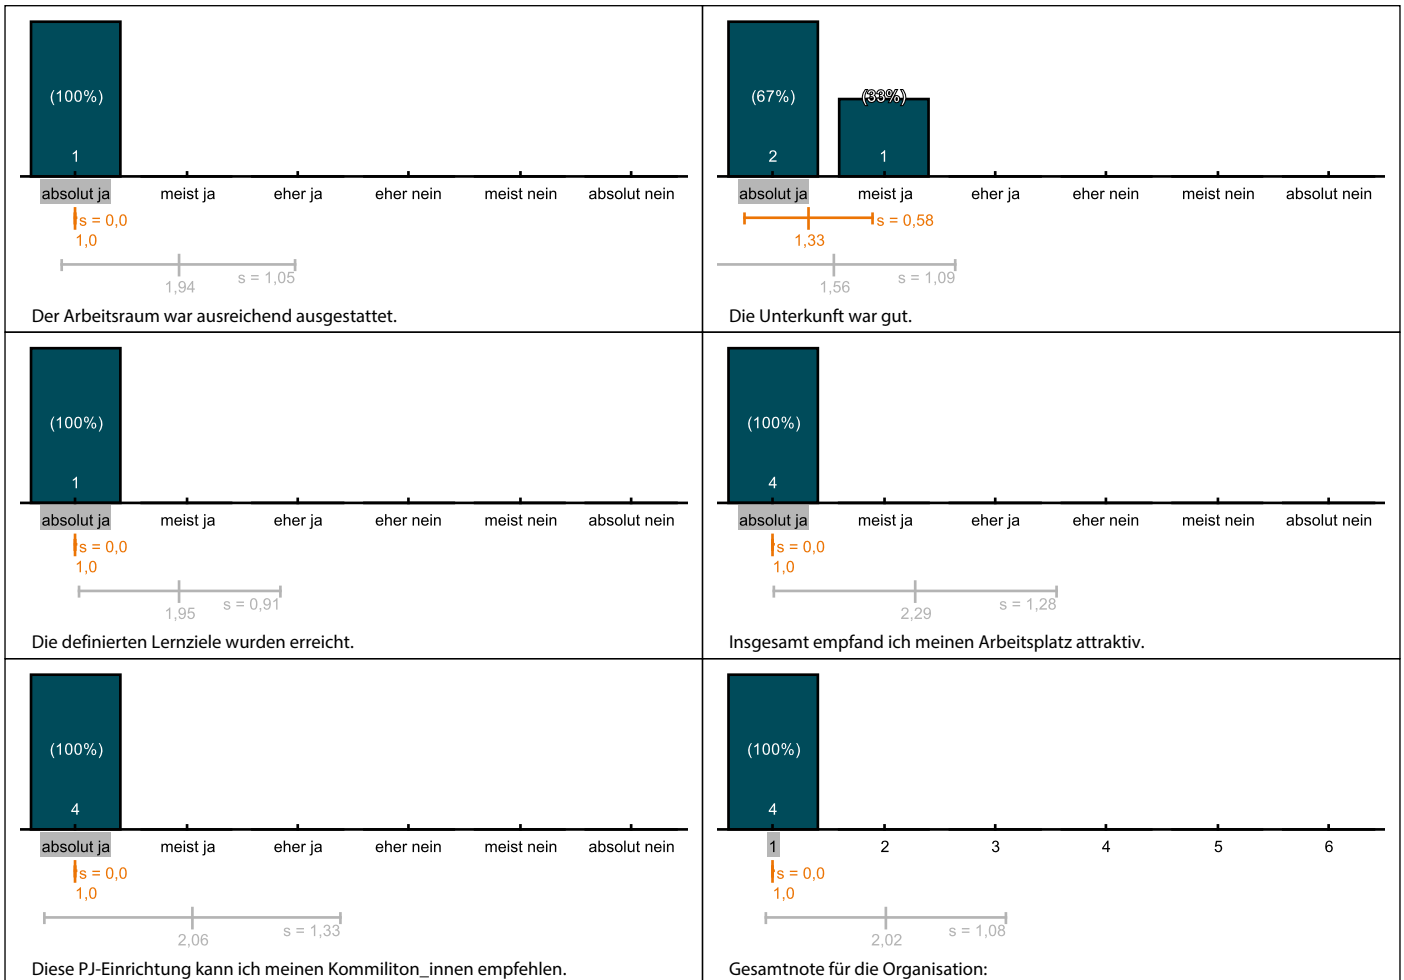 (100%)
1
absolut ja meist ja eher ja eher nein meist nein absolut nein
s = 0,0
1,0
s = 1,05
1,94
Der Arbeitsraum war ausreichend ausgestattet.
(67%) (33%)
2 1
absolut ja meist ja eher ja eher nein meist nein absolut nein
s = 0,58
1,33
s = 1,09
1,56
Die Unterkunft war gut.
(100%)
1
absolut ja meist ja eher ja eher nein meist nein absolut nein
s = 0,0
1,0
s = 0,91
1,95
Die definierten Lernziele wurden erreicht.
(100%)
4
absolut ja meist ja eher ja eher nein meist nein absolut nein
s = 0,0
1,0
s = 1,28
2,29
Insgesamt empfand ich meinen Arbeitsplatz attraktiv.
(100%)
4
absolut ja meist ja eher ja eher nein meist nein absolut nein
s = 0,0
1,0
s = 1,33
2,06
Diese PJ-Einrichtung kann ich meinen Kommiliton_innen empfehlen.
(100%)
4
1 2 3 4 5 6
s = 0,0
1,0
s = 1,08
2,02
Gesamtnote für die Organisation: